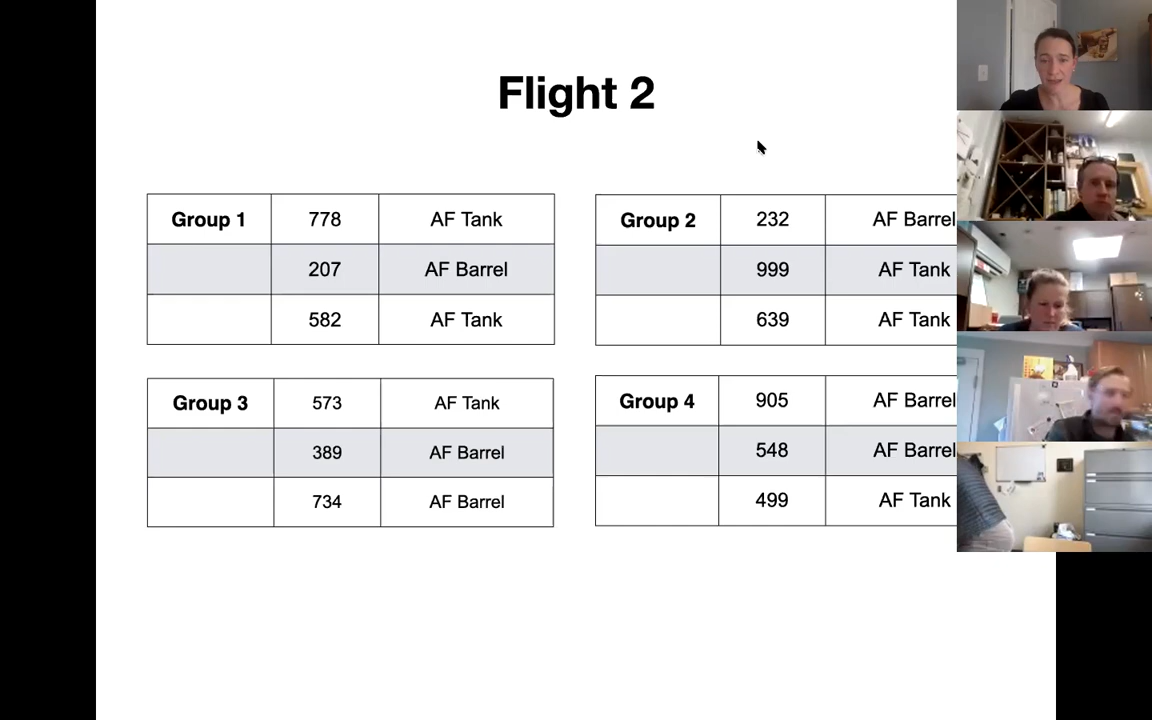 Flight 2
Group 1 778 AF Tank
207 AF Barrel
582 AF Tank
Group 2 232 AF Barrel
999 AF Tank
639 AF Tank
Group 3 573 AF Tank
389 AF Barrel
734 AF Barrel
Group 4 905 AF Barrel
548 AF Barrel
499 AF Tank